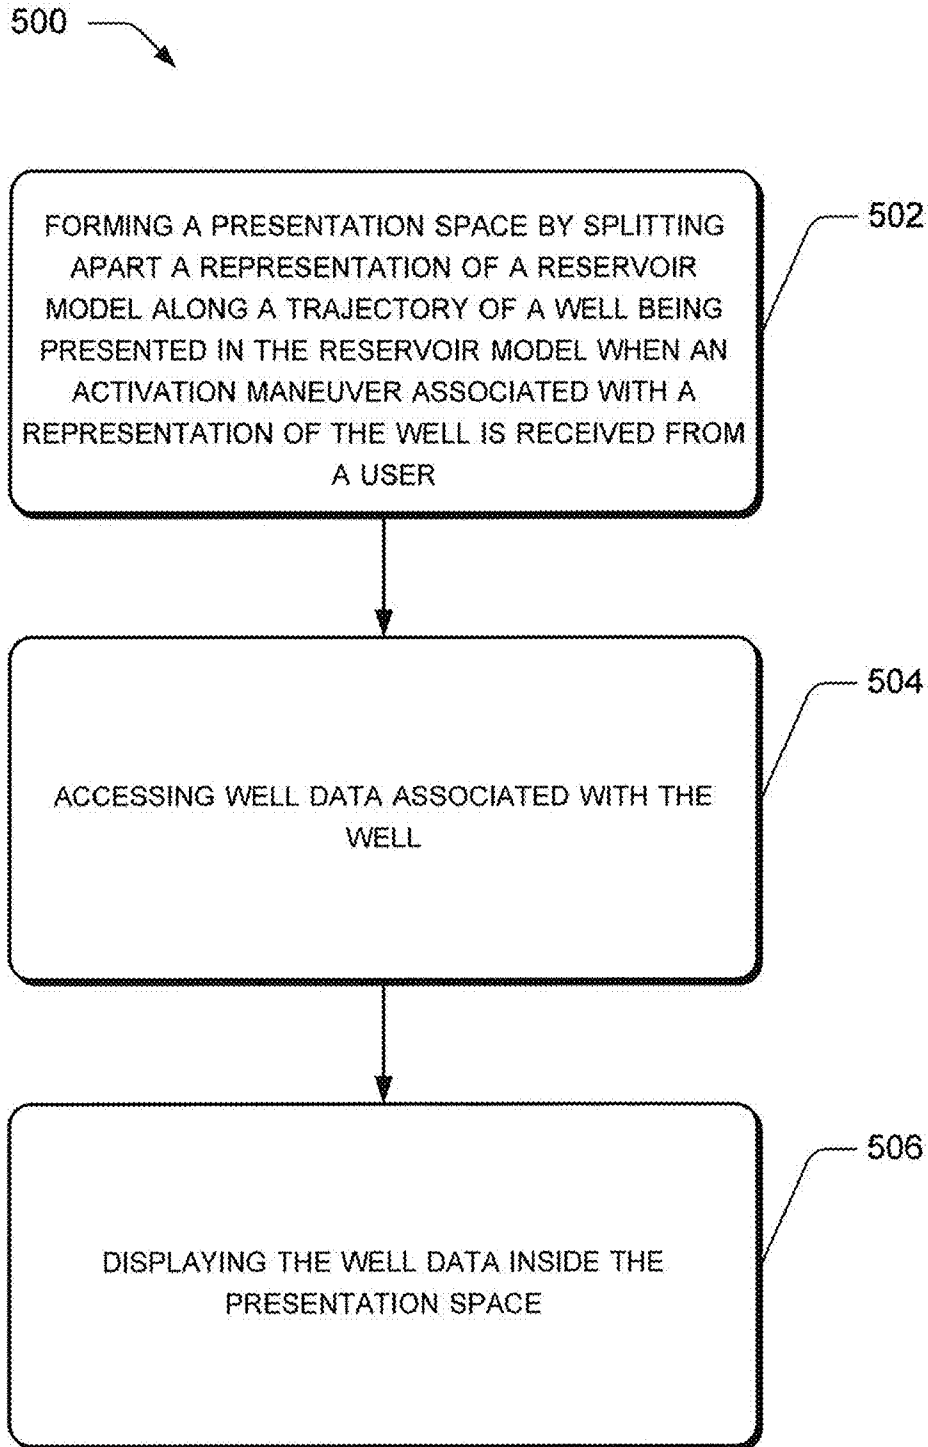 500
FORMING A PRESENTATION SPACE BY SPLITTING
APART A REPRESENTATION OF A RESERVOIR
MODEL ALONG A TRAJECTORY OF A WELL BEING
PRESENTED IN THE RESERVOIR MODEL WHEN AN
ACTIVATION MANEUVER ASSOCIATED WITH A
REPRESENTATION OF THE WELL IS RECEIVED FROM
A USER
502
ACCESSING WELL DATA ASSOCIATED WITH THE
WELL
504
DISPLAYING THE WELL DATA INSIDE THE
PRESENTATION SPACE
506